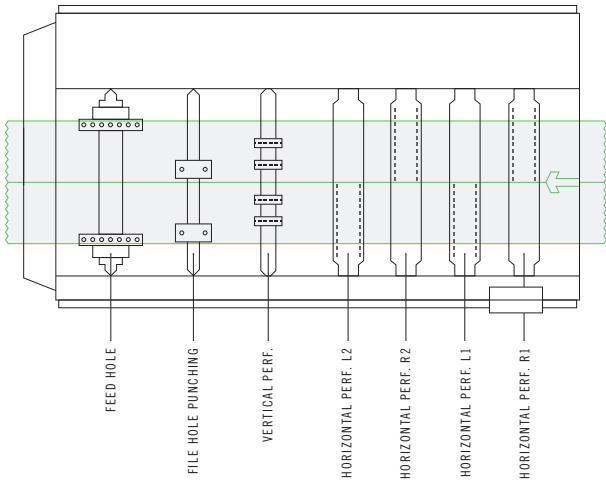 FEED HOLE
FILE HOLE PUNCHING
VERTICAL PERF.
HORIZONTAL PERF. L2
HORIZONTAL PERF. R2
HORIZONTAL PERF. L1
HORIZONTAL PERF. R1